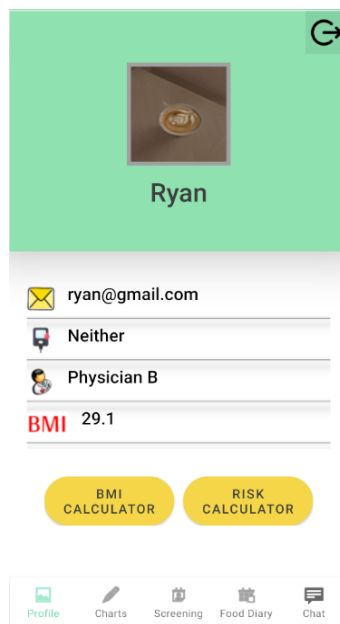 Ryan
ryan@gmail.com
Neither
Physician B
BMI 29.1
BMI
CALCULATOR
RISK
CALCULATOR
Profile Charts Screening Food Diary Chat